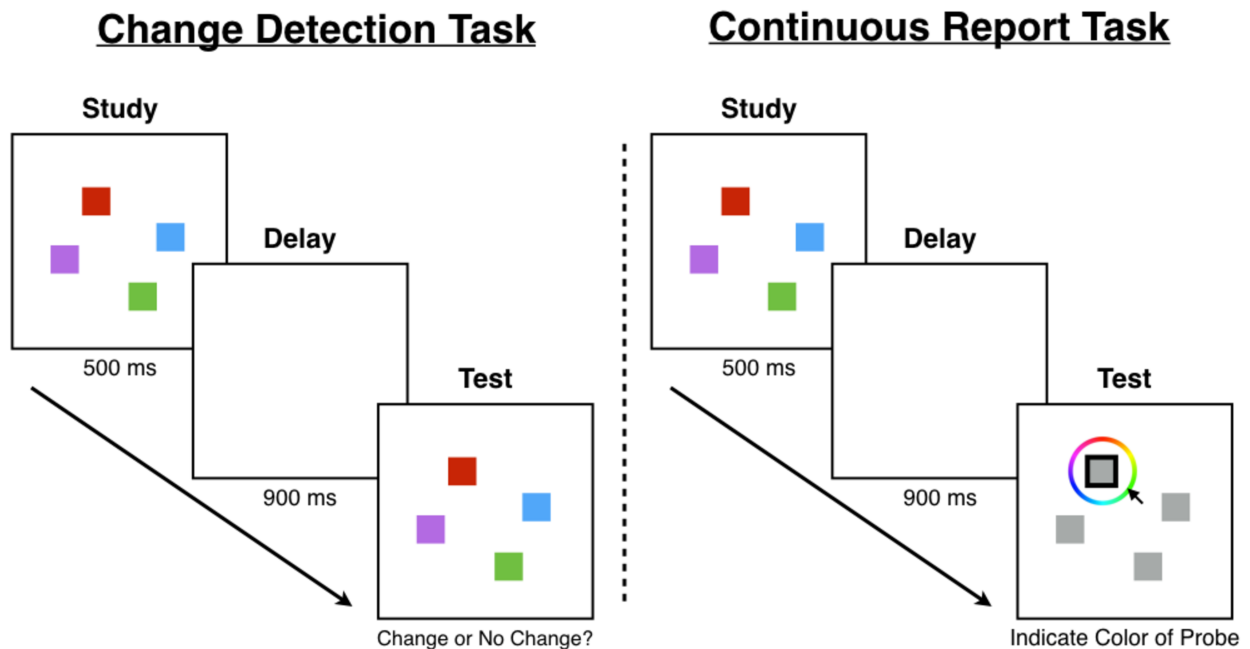 Change Detection Task
Study
Delay
500 ms
Test
900 ms
Change or No Change?
Continuous Report Task
Study
Delay
500 ms
Test
900 ms
Indicate Color of Probe